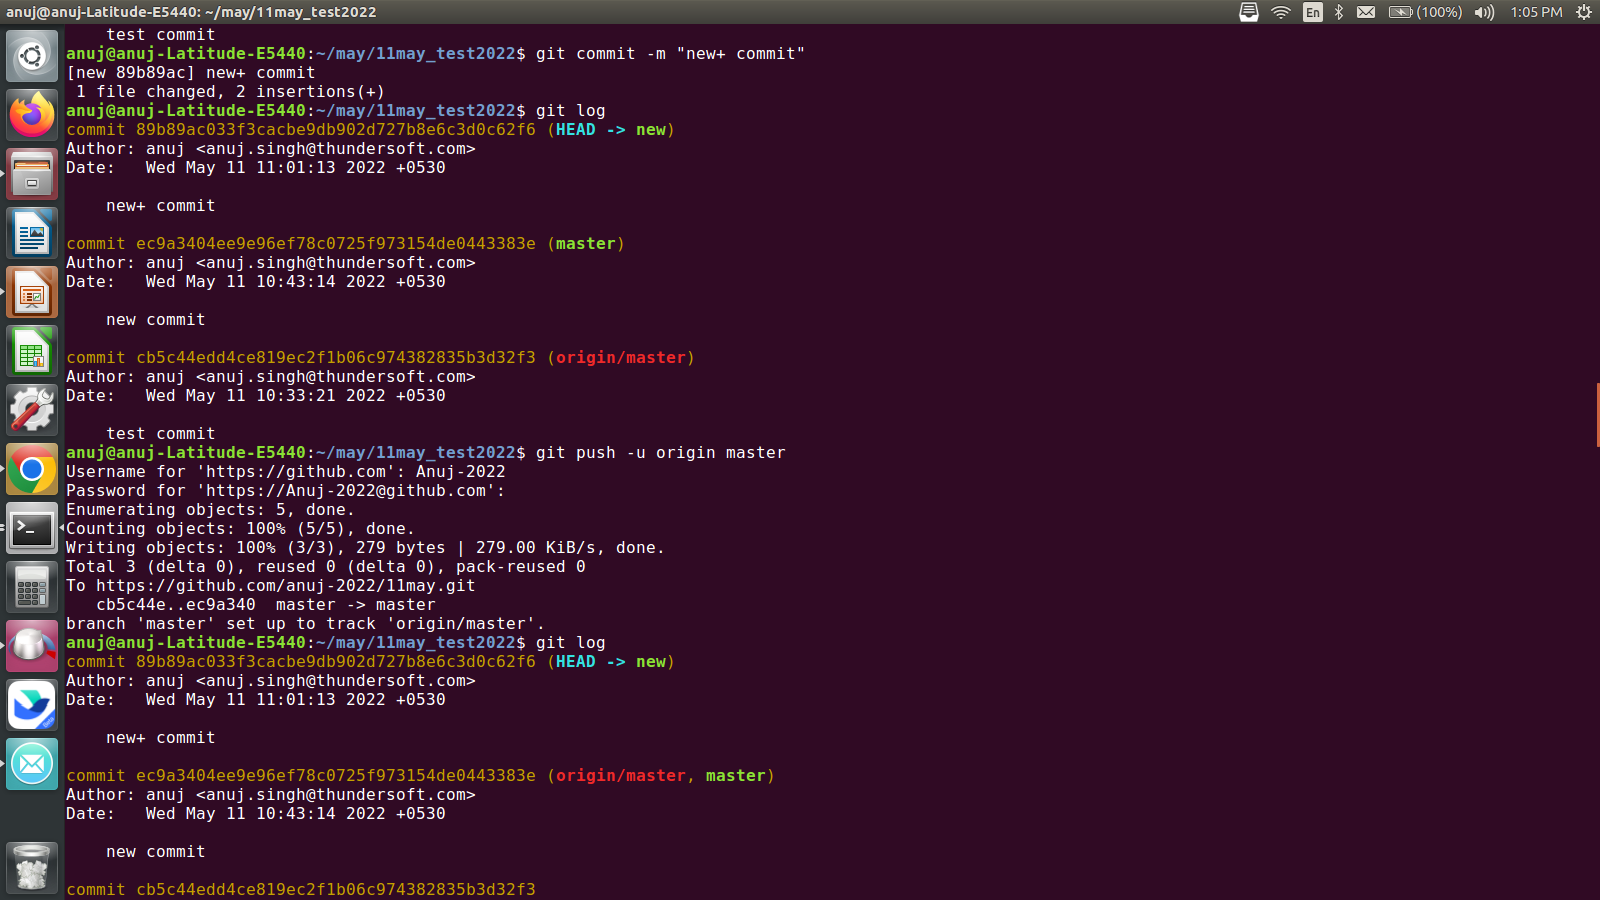 anuj@anuj-Latitude-E5440: ~/may/11may_test2022
En
(100%)
1:05 PM
    test commit
anuj@anuj-Latitude-E5440:~/may/11may_test2022$ git commit -m "new+ commit"
[new 89b89ac] new+ commit
 1 file changed, 2 insertions(+)
anuj@anuj-Latitude-E5440:~/may/11may_test2022$ git log
commit 89b89ac033f3cacbe9db902d727b8e6c3d0c62f6 (HEAD -> new)
Author: anuj <anuj.singh@thundersoft.com>
Date:   Wed May 11 11:01:13 2022 +0530
    new+ commit
commit ec9a3404ee9e96ef78c0725f973154de0443383e (master)
Author: anuj <anuj.singh@thundersoft.com>
Date:   Wed May 11 10:43:14 2022 +0530
    new commit
commit cb5c44edd4ce819ec2f1b06c974382835b3d32f3 (origin/master)
Author: anuj <anuj.singh@thundersoft.com>
Date:   Wed May 11 10:33:21 2022 +0530
    test commit
anuj@anuj-Latitude-E5440:~/may/11may_test2022$ git push -u origin master
Username for 'https://github.com': Anuj-2022
Password for 'https://Anuj-2022@github.com':
Enumerating objects: 5, done.
Counting objects: 100% (5/5), done.
Writing objects: 100% (3/3), 279 bytes | 279.00 KiB/s, done.
Total 3 (delta 0), reused 0 (delta 0), pack-reused 0
To https://github.com/anuj-2022/11may.git
   cb5c44e..ec9a340  master -> master
branch 'master' set up to track 'origin/master'.
anuj@anuj-Latitude-E5440:~/may/11may_test2022$ git log
commit 89b89ac033f3cacbe9db902d727b8e6c3d0c62f6 (HEAD -> new)
Author: anuj <anuj.singh@thundersoft.com>
Date:   Wed May 11 11:01:13 2022 +0530
    new+ commit
commit ec9a3404ee9e96ef78c0725f973154de0443383e (origin/master, master)
Author: anuj <anuj.singh@thundersoft.com>
Date:   Wed May 11 10:43:14 2022 +0530
    new commit
commit cb5c44edd4ce819ec2f1b06c974382835b3d32f3